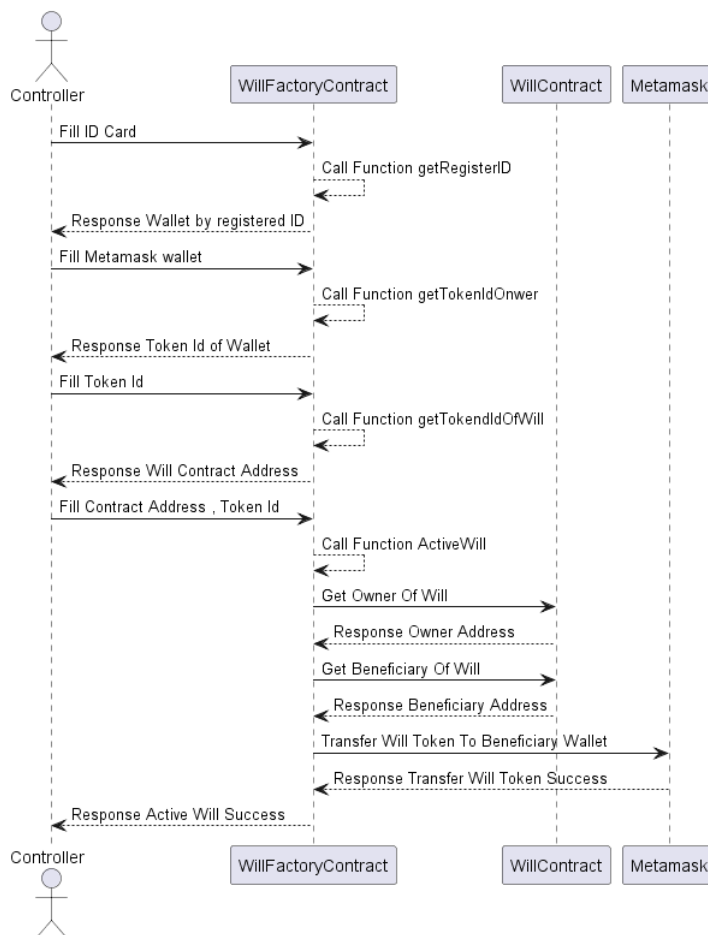 Controller
WillFactoryContract
WillContract
Metamask
Fill ID Card
Call Function getRegisterID
Response Wallet by registered ID
Fill Metamask wallet
Call Function getTokenIdOnwer
Response Token Id of Wallet
Fill Token Id
Call Function getTokendIdOfWill
Response Will Contract Address
Fill Contract Address , Token Id
Call Function ActiveWill
Get Owner Of Will
Response Owner Address
Get Beneficiary Of Will
Response Beneficiary Address
Transfer Will Token To Beneficiary Wallet
Response Transfer Will Token Success
Response Active Will Success
Controller
WillFactoryContract
WillContract
Metamask